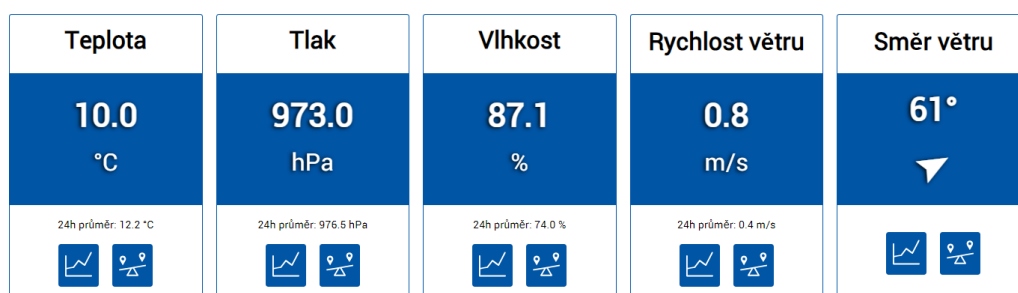 Teplota
10.0
°C
24h průměr: 12.2 °C
Tlak
973.0
hPa
24h průměr: 976.5 hPa
Vlhkost
87.1
%
24h průměr: 74.0 %
Rychlost větru
0.8
m/s
24h průměr: 0.4 m/s
Směr větru
61°